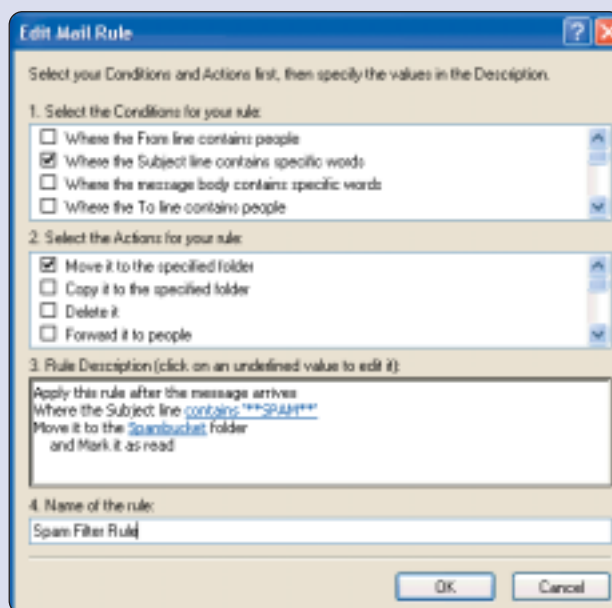 Edit Mail Rule
Select your Conditions and Actions first, then specify the values in the Description.
1. Select the Conditions for your rule:
Where the From line contains people
Where the Subject line contains specific words
Where the message body contains specific words
Where the To line contains people
2. Select the Actions for your rule:
Move it to the specified folder
Copy it to the specified folder
Delete it
Forward it to people
3. Rule Description (click on an underlined value to edit it):
Apply this rule after the message arrives
Where the Subject line contains '**SPAM**'
Move it to the Spambucket folder
and Mark it as read
4. Name of the rule:
Spam Filter Rule
OK Cancel